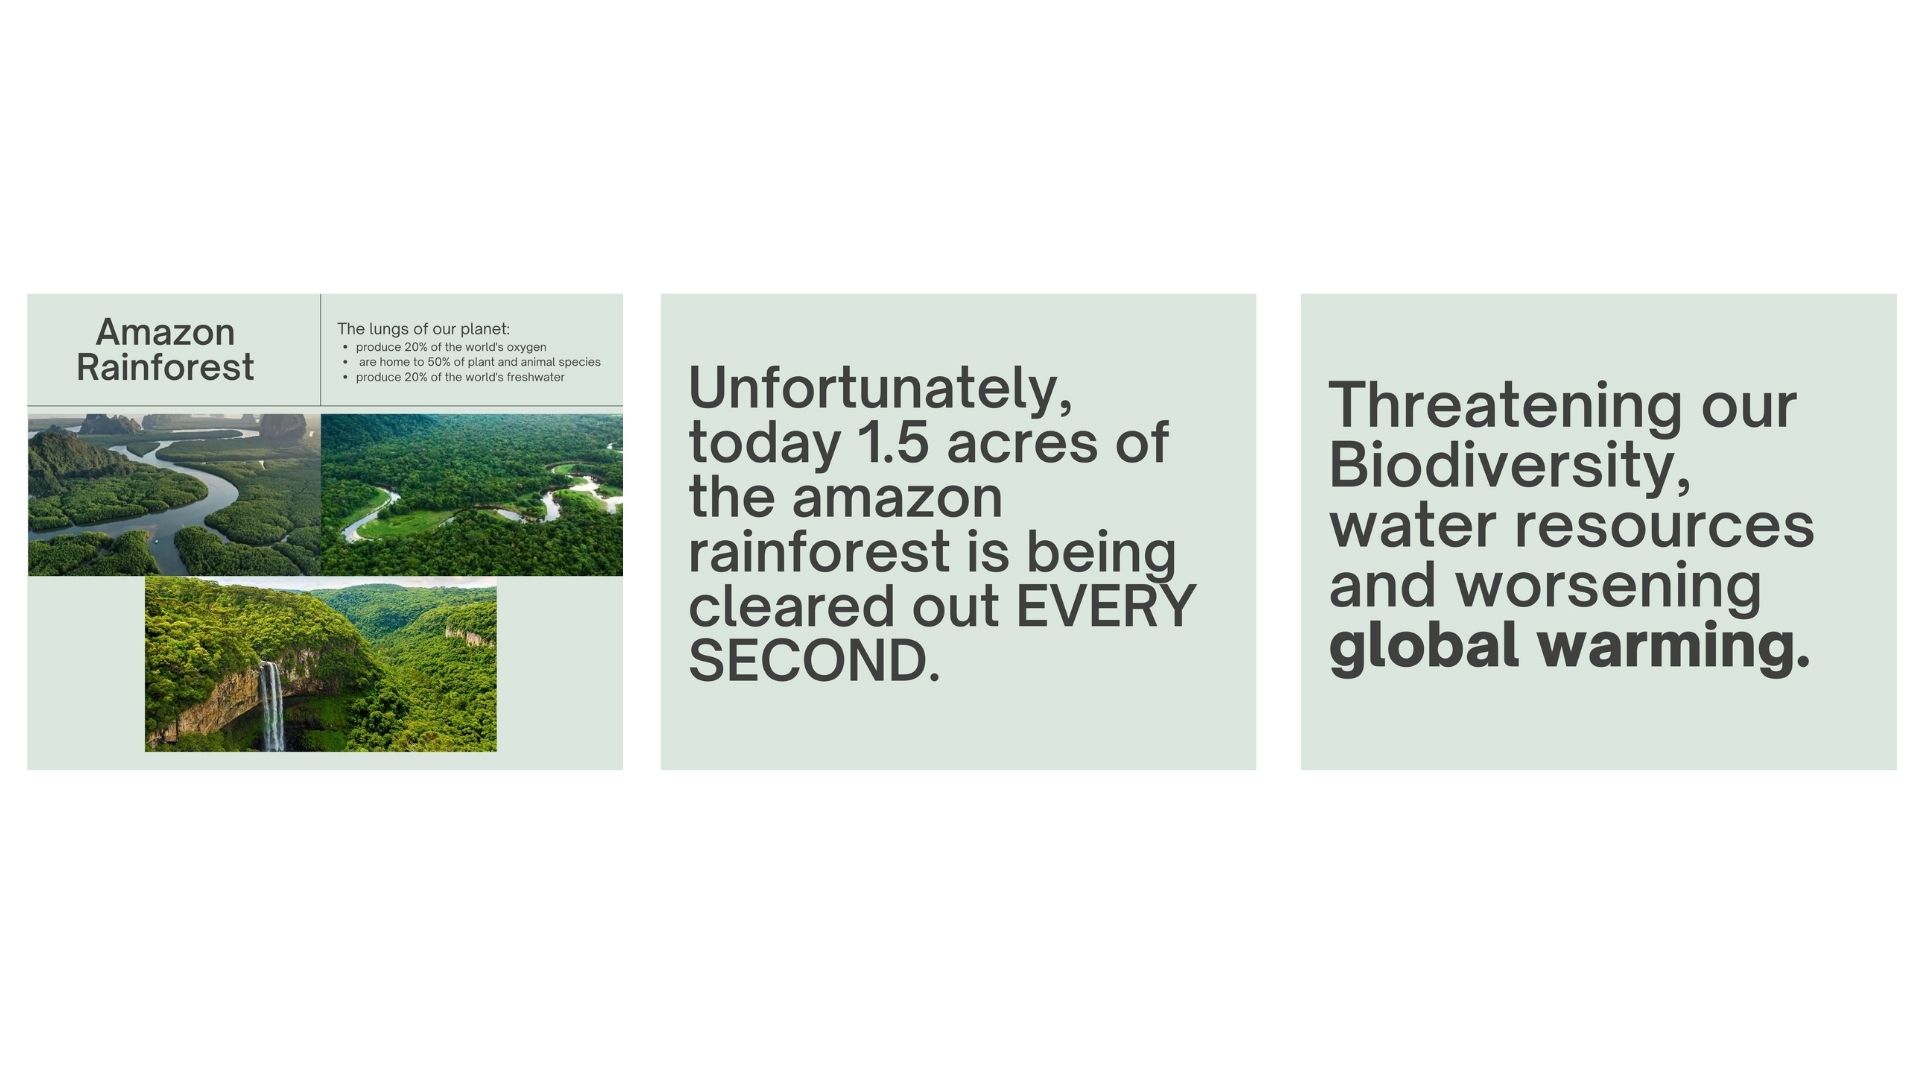 Amazon
Rainforest
The lungs of our planet:
• produce 20% of the world's oxygen
• are home to 50% of plant and animal species
• produce 20% of the world's freshwater
Unfortunately,
today 1.5 acres of
the amazon
rainforest is being
cleared out EVERY
SECOND.
Threatening our
Biodiversity,
water resources
and worsening
global warming.